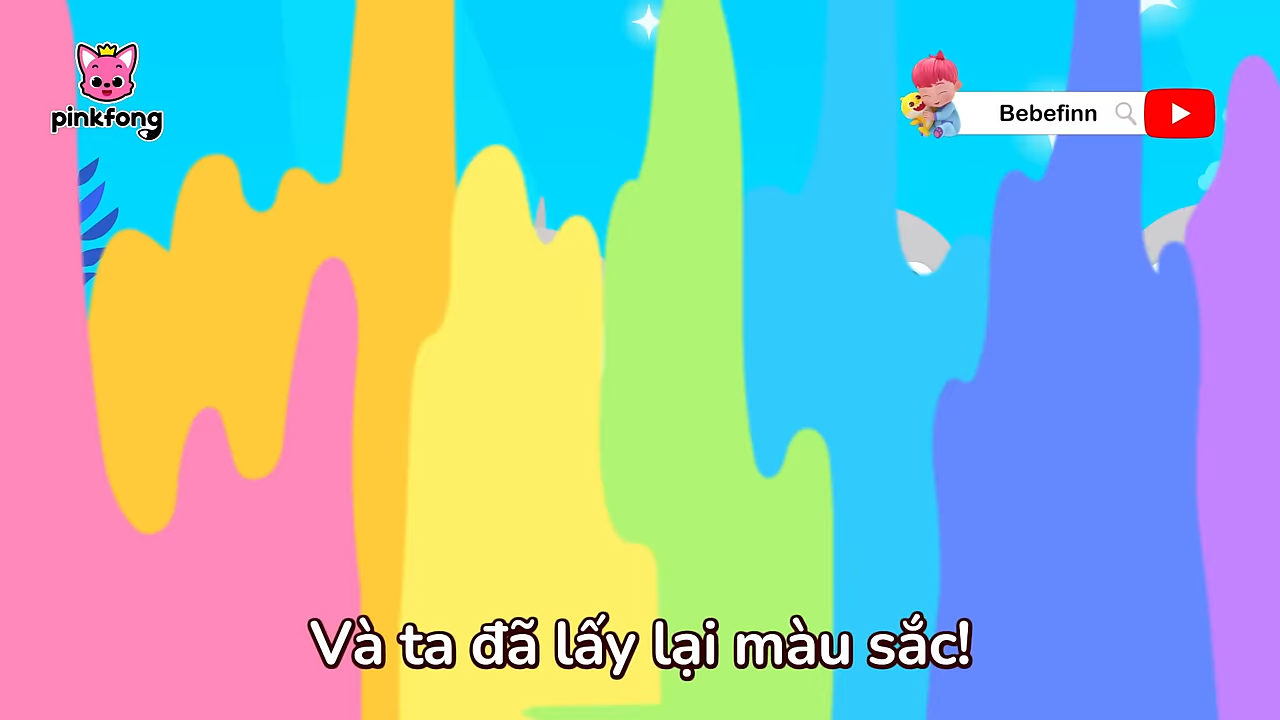 pinkfong
Bebefinn
Và ta đã lấy lại màu sắc!